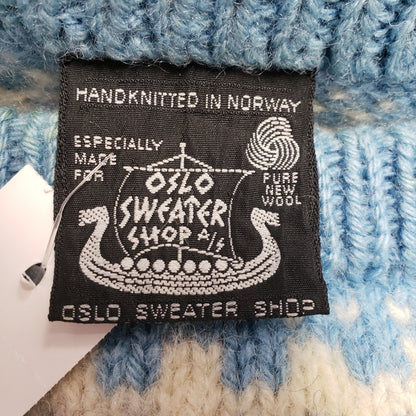 HANDKNITTED IN NORWAY
ESPECIALLY
MADE
FOR
OSLO
SWEATER
SHOP A/S
PURE
NEW
WOOL
OSLO SWEATER SHOP